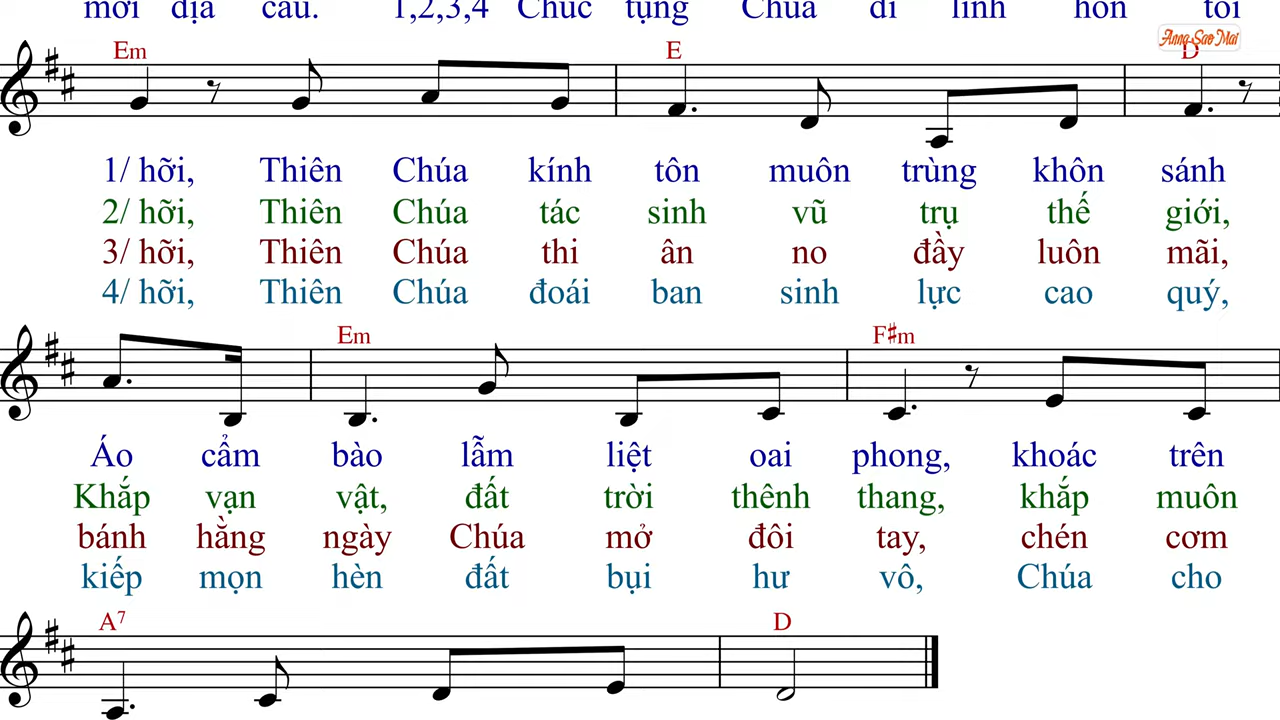 mới địa cầu. 1,2,3,4 Chúc tụng Chúa đi linh hồn tôi
Anna Sao Mai
Em E D
1/ hỡi, Thiên Chúa kính tôn muôn trùng khôn sánh
2/ hỡi, Thiên Chúa tác sinh vũ trụ thế giới,
3/ hỡi, Thiên Chúa thi ân no đầy luôn mãi,
4/ hỡi, Thiên Chúa đoái ban sinh lực cao quý,
Em F#m
Áo cẩm bào lẫm liệt oai phong, khoác trên
Khắp vạn vật, đất trời thênh thang, khắp muôn
bánh hằng ngày Chúa mở đôi tay, chén cơm
kiếp mọn hèn đất bụi hư vô, Chúa cho
A7 D